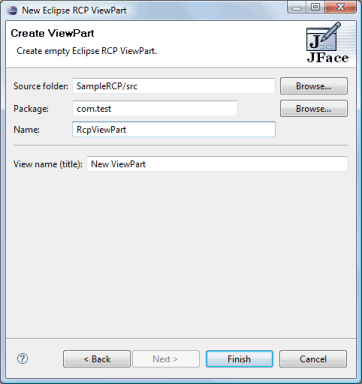 New Eclipse RCP ViewPart
Create ViewPart
Create empty Eclipse RCP ViewPart.
J
JFace
Source folder: SampleRCP/src Browse...
Package: com.test Browse...
Name: RcpViewPart
View name (title): New ViewPart
? < Back Next > Finish Cancel